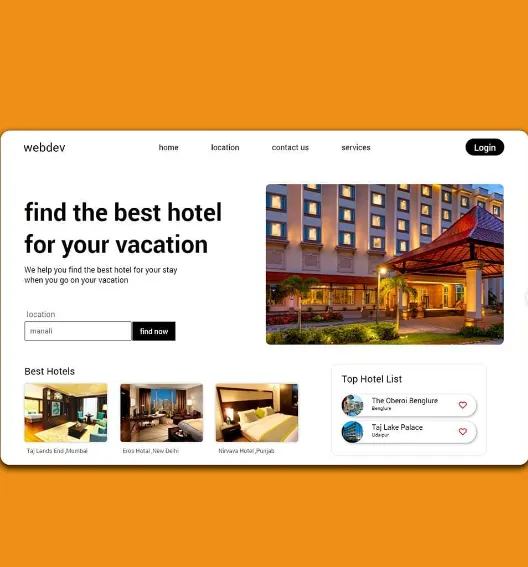 webdev
home location contact us services
Login
find the best hotel
for your vacation
We help you find the best hotel for your stay
when you go on your vacation
location
manali
find now
Best Hotels
Taj Lands End ,Mumbai
Eros Hotal ,New Delhi
Nirvava Hotel ,Punjab
Top Hotel List
The Oberoi Benglure
Benglure
Taj Lake Palace
Udaipur